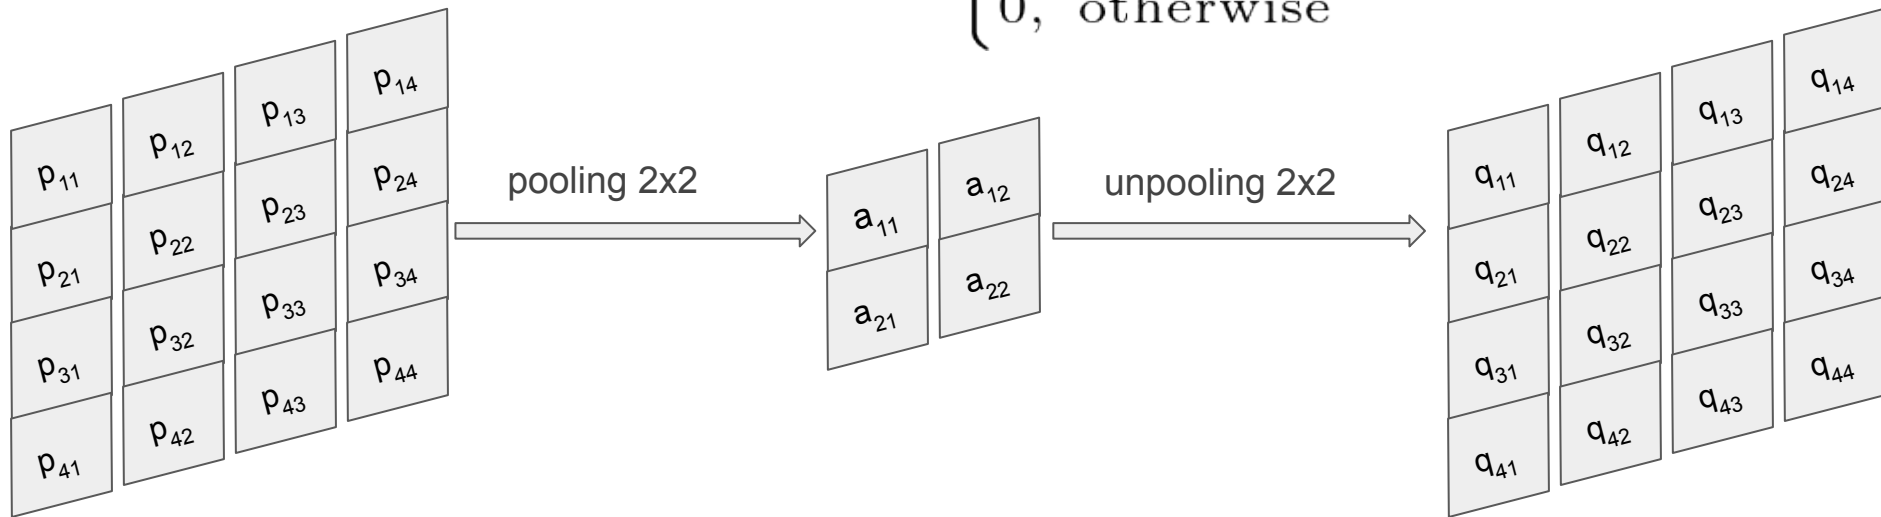 { 0, otherwise
p₁₁ p₁₂ p₁₃ p₁₄
p₂₁ p₂₂ p₂₃ p₂₄
p₃₁ p₃₂ p₃₃ p₃₄
p₄₁ p₄₂ p₄₃ p₄₄
pooling 2x2
a₁₁ a₁₂
a₂₁ a₂₂
unpooling 2x2
q₁₁ q₁₂ q₁₃ q₁₄
q₂₁ q₂₂ q₂₃ q₂₄
q₃₁ q₃₂ q₃₃ q₃₄
q₄₁ q₄₂ q₄₃ q₄₄